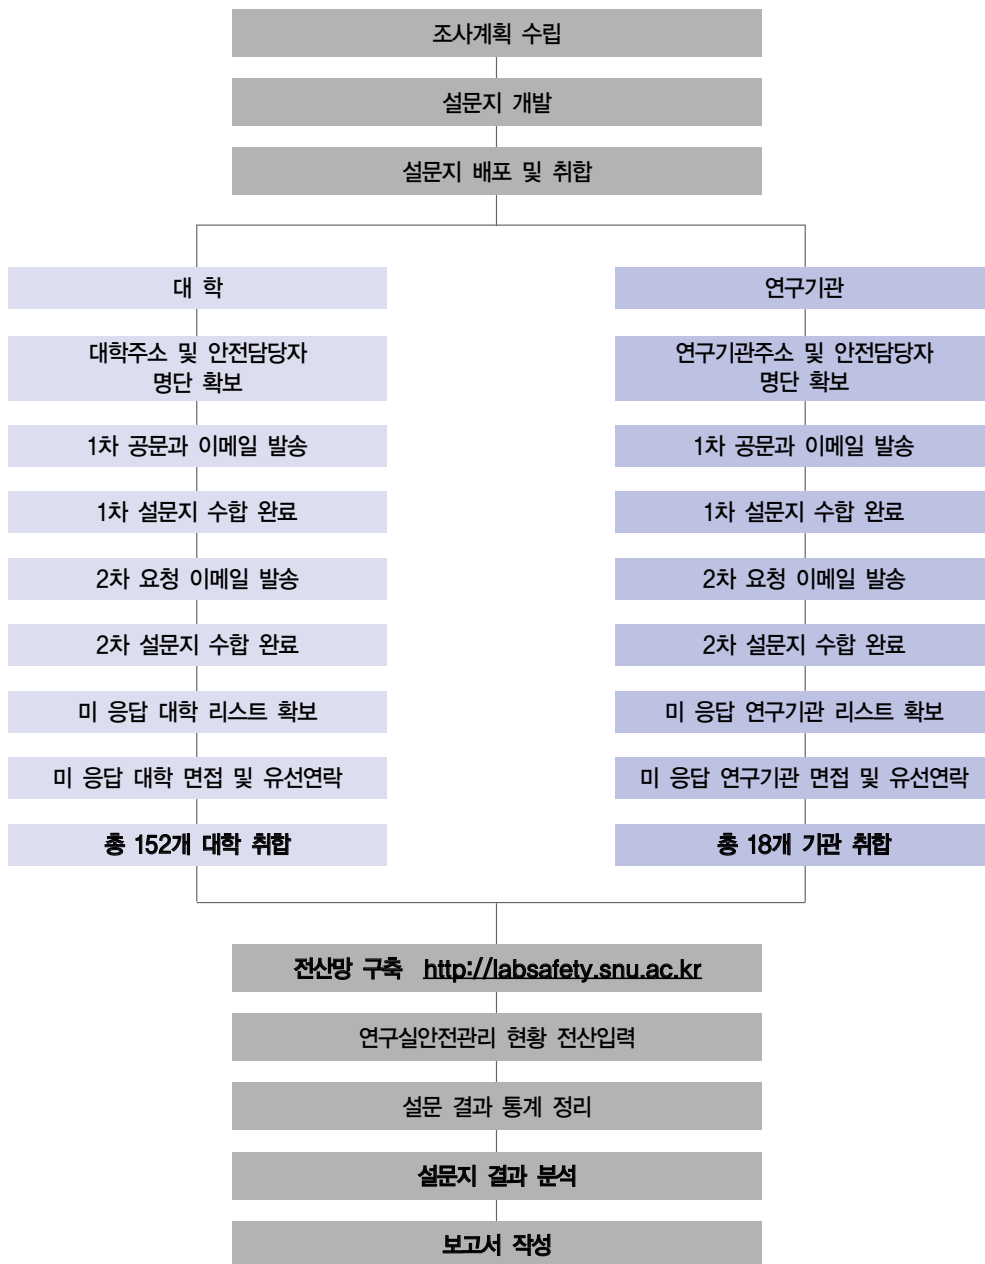 조사계획 수립
설문지 개발
설문지 배포 및 취합
대 학
대학주소 및 안전담당자
명단 확보
1차 공문과 이메일 발송
1차 설문지 수합 완료
2차 요청 이메일 발송
2차 설문지 수합 완료
미 응답 대학 리스트 확보
미 응답 대학 면접 및 유선연락
총 152개 대학 취합
연구기관
연구기관주소 및 안전담당자
명단 확보
1차 공문과 이메일 발송
1차 설문지 수합 완료
2차 요청 이메일 발송
2차 설문지 수합 완료
미 응답 연구기관 리스트 확보
미 응답 연구기관 면접 및 유선연락
총 18개 기관 취합
전산망 구축 http://labsafety.snu.ac.kr
연구실안전관리 현황 전산입력
설문 결과 통계 정리
설문지 결과 분석
보고서 작성